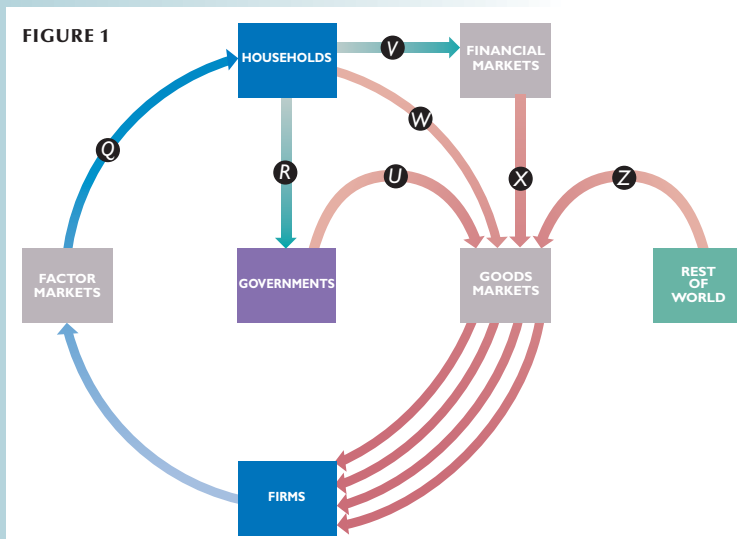 FIGURE 1
HOUSEHOLDS
V
FINANCIAL
MARKETS
W
Q
R
U
X
Z
FACTOR
MARKETS
GOVERNMENTS
GOODS
MARKETS
REST
OF
WORLD
FIRMS